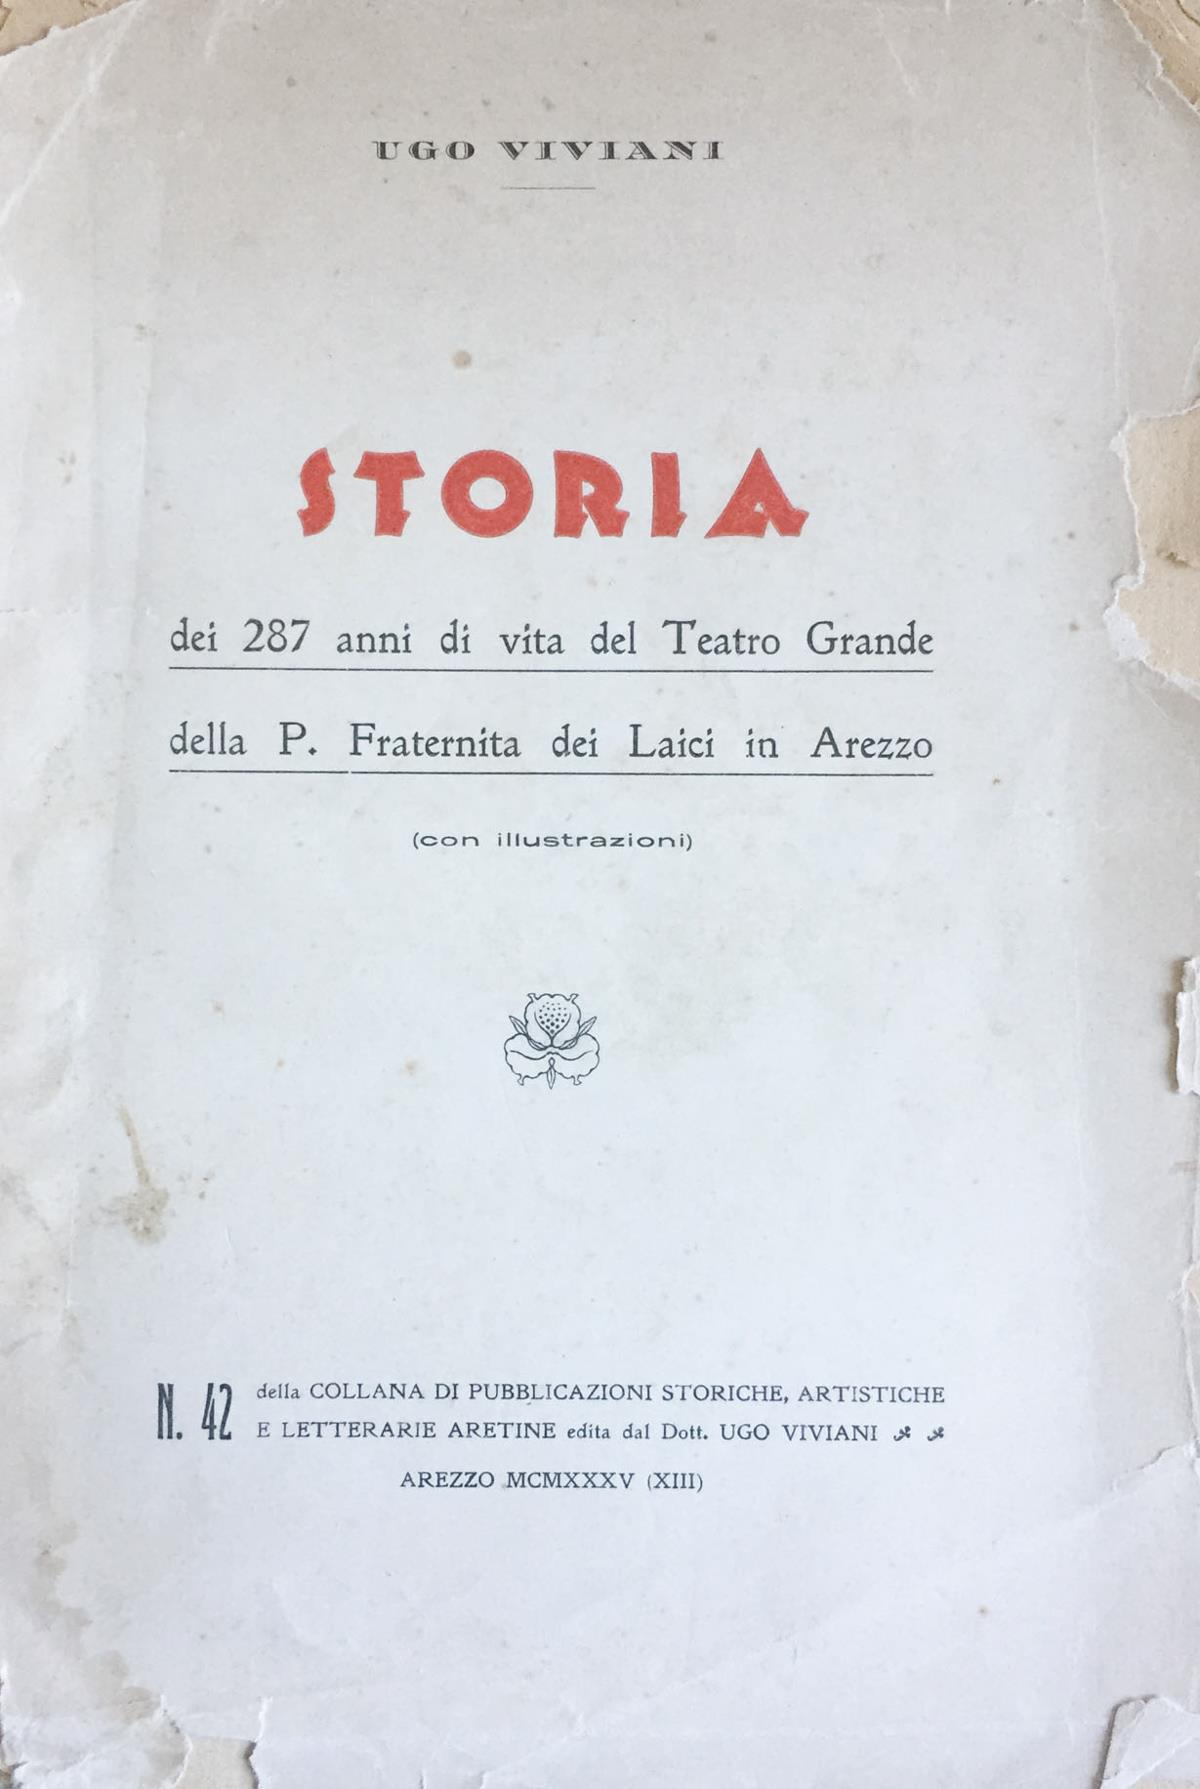 UGO VIVIANI
STORIA
dei 287 anni di vita del Teatro Grande
della P. Fraternita dei Laici in Arezzo
(con illustrazioni)
N. 42 della COLLANA DI PUBBLICAZIONI STORICHE, ARTISTICHE
E LETTERARIE ARETINE edita dal Dott. UGO VIVIANI
AREZZO MCMXXXV (XIII)